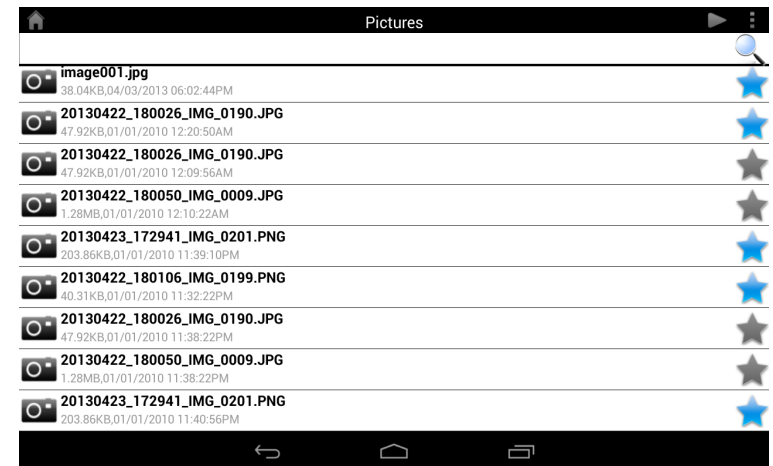 Pictures
image001.jpg
38.04KB,04/03/2013 06:02:44PM
20130422_180026_IMG_0190.JPG
47.92KB,01/01/2010 12:20:50AM
20130422_180026_IMG_0190.JPG
47.92KB,01/01/2010 12:09:56AM
20130422_180050_IMG_0009.JPG
1.28MB,01/01/2010 12:10:22AM
20130423_172941_IMG_0201.PNG
203.86KB,01/01/2010 11:39:10PM
20130422_180106_IMG_0199.PNG
40.31KB,01/01/2010 11:32:22PM
20130422_180026_IMG_0190.JPG
47.92KB,01/01/2010 11:38:22PM
20130422_180050_IMG_0009.JPG
1.28MB,01/01/2010 11:38:22PM
20130423_172941_IMG_0201.PNG
203.86KB,01/01/2010 11:40:56PM